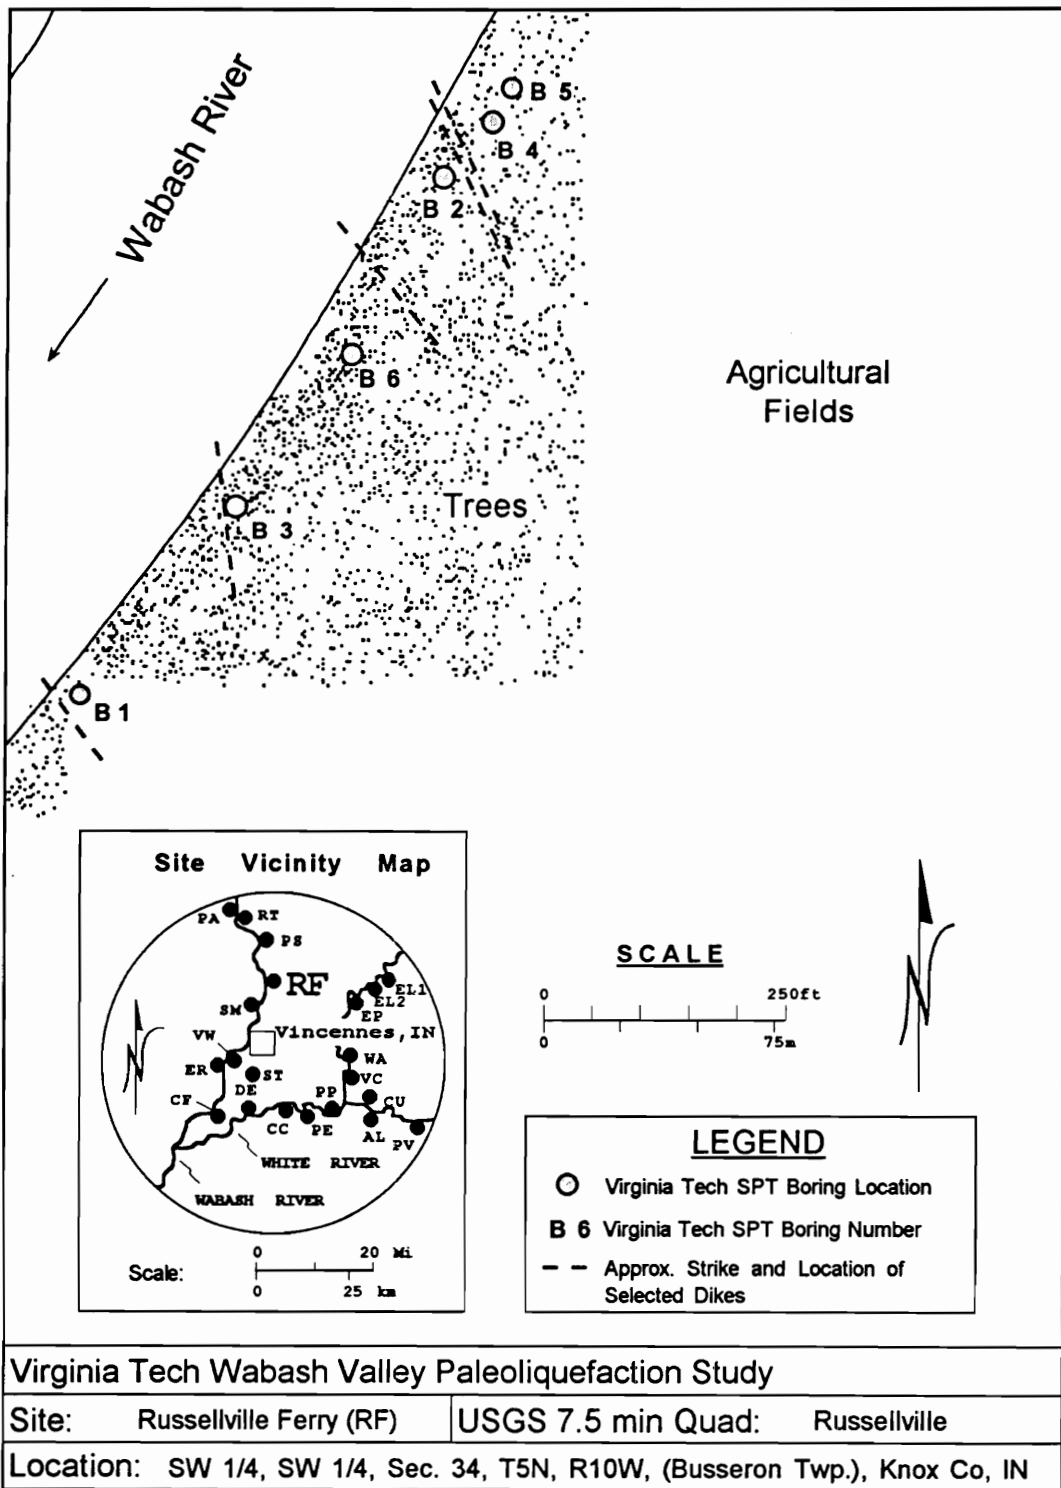 Wabash River
B 5
B 4
B 2
B 6
Agricultural
Fields
Trees
B 3
B 1
Site Vicinity Map
PA
RT
PS
RF
EL1
EL2
EP
SW
Vincennes, IN
VW
WA
ER
ST
VC
DE
PP
CU
CF
CC
PE
AL
PV
WHITE RIVER
WABASH RIVER
Scale:
0 20 Mi
0 25 km
SCALE
0 250ft
0 75m
N
LEGEND
Virginia Tech SPT Boring Location
B 6 Virginia Tech SPT Boring Number
Approx. Strike and Location of
Selected Dikes
Virginia Tech Wabash Valley Paleoliquefaction Study
Site: Russellville Ferry (RF) USGS 7.5 min Quad: Russellville
Location: SW 1/4, SW 1/4, Sec. 34, T5N, R10W, (Busseron Twp.), Knox Co, IN